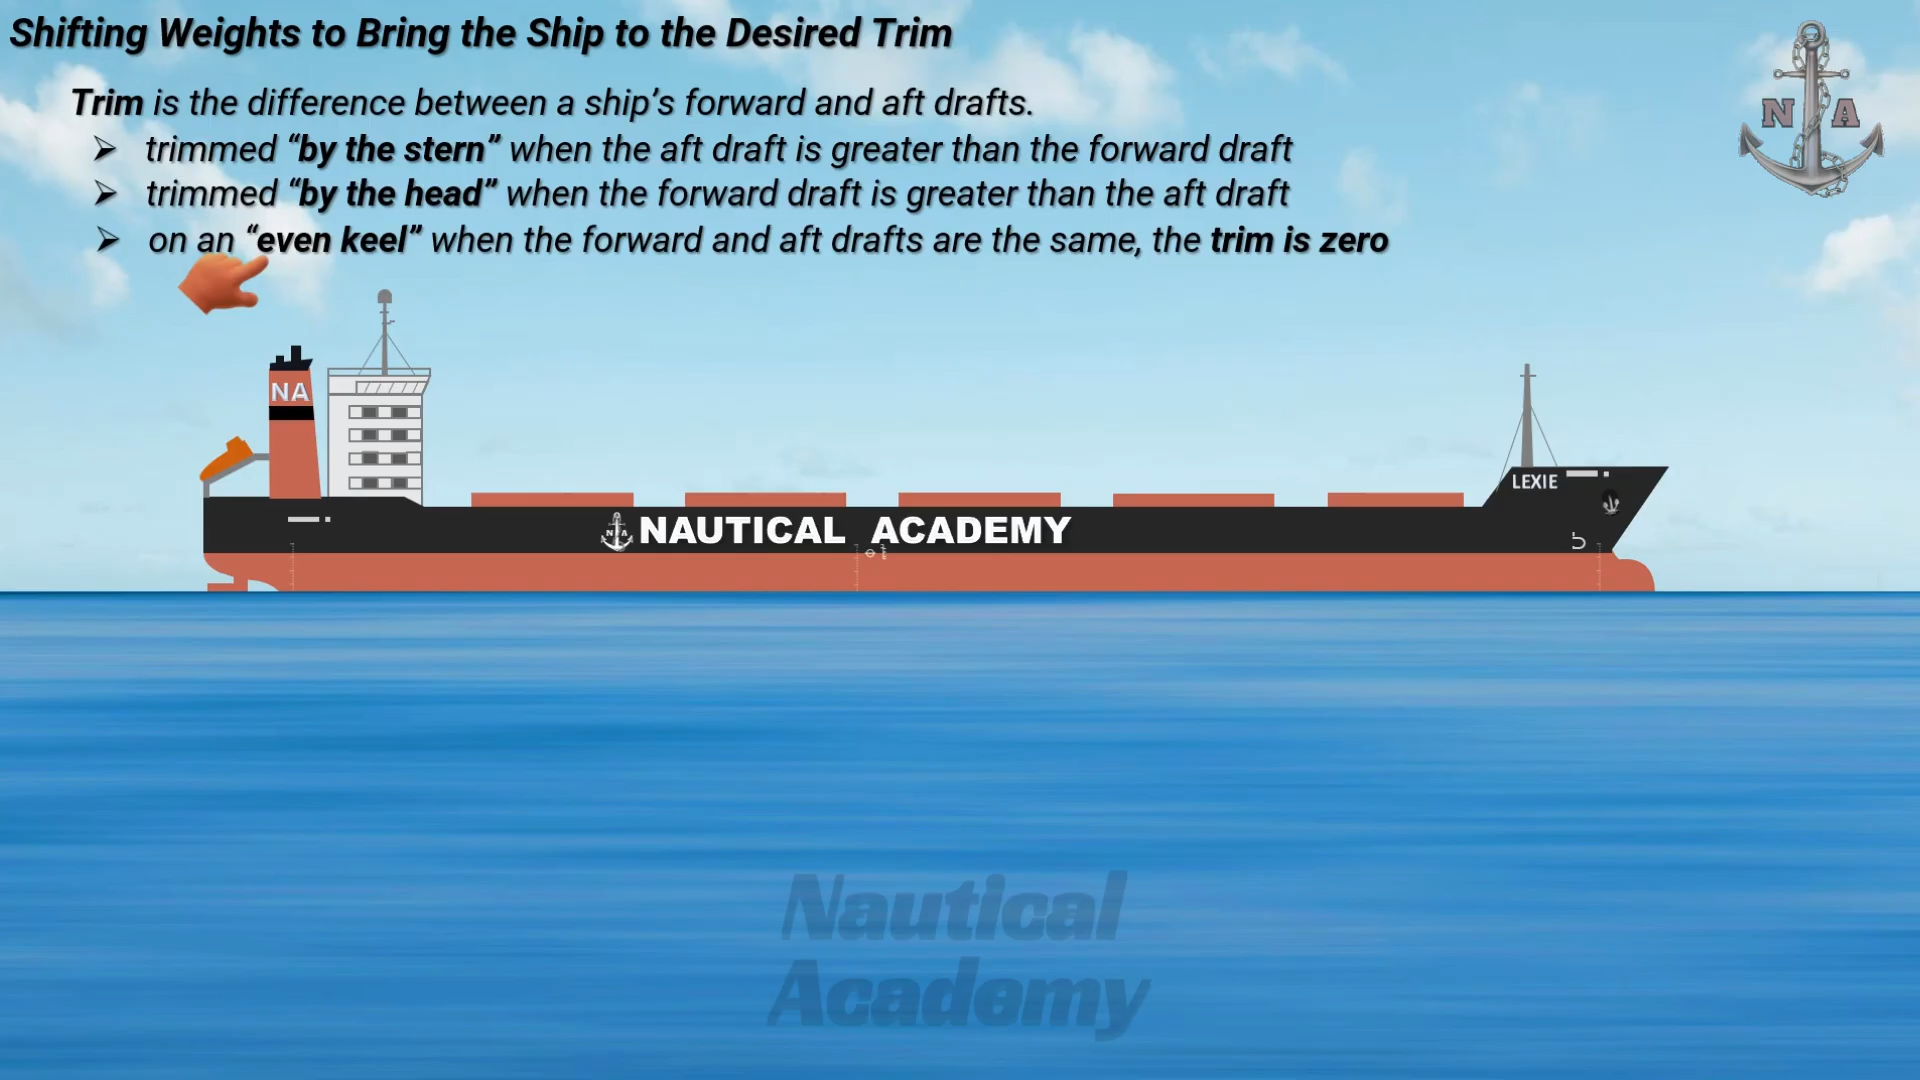 Shifting Weights to Bring the Ship to the Desired Trim
N A
Trim is the difference between a ship’s forward and aft drafts.
➢ trimmed “by the stern” when the aft draft is greater than the forward draft
➢ trimmed “by the head” when the forward draft is greater than the aft draft
➢ on an “even keel” when the forward and aft drafts are the same, the trim is zero
NA
LEXIE
N A NAUTICAL ACADEMY
Nautical
Academy